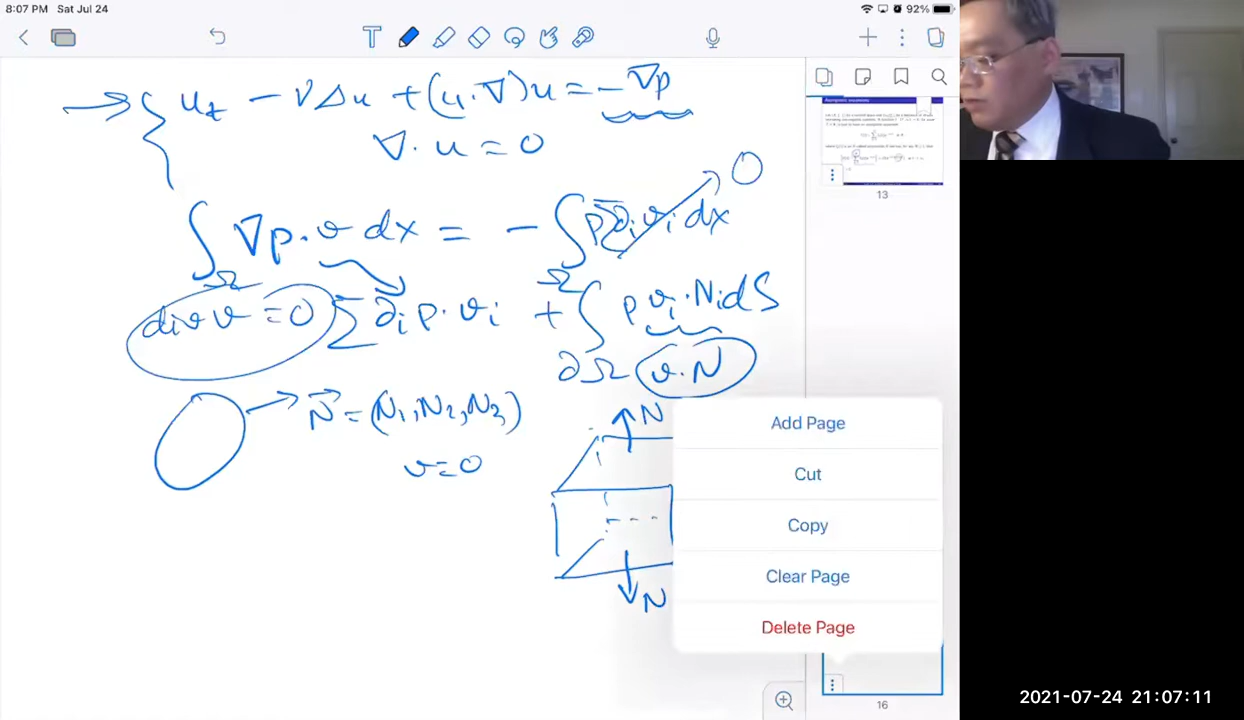 8:07 PM Sat Jul 24
92%
→ { u_t − νΔu + (u·∇)u = −∇p
∇·u = 0
∫_Ω ∇p·v dx = − ∫_Ω p Σ∂_i v_i dx → 0
div v = 0 Σ ∂_i p · v_i + ∫_∂Ω p v_i · N_i dS
v·N
N⃗ = (N_1, N_2, N_3)
v = 0
N
N
13
Add Page
Cut
Copy
Clear Page
Delete Page
16
2021-07-24 21:07:11